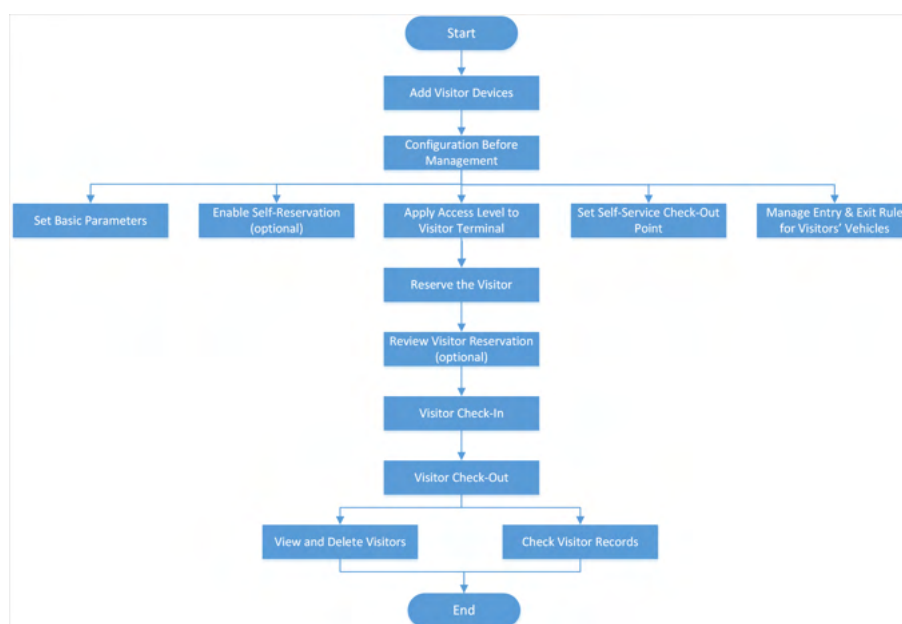 Start
Add Visitor Devices
Configuration Before
Management
Set Basic Parameters
Enable Self-Reservation
(optional)
Apply Access Level to
Visitor Terminal
Set Self-Service Check-Out
Point
Manage Entry & Exit Rule
for Visitors' Vehicles
Reserve the Visitor
Review Visitor Reservation
(optional)
Visitor Check-In
Visitor Check-Out
View and Delete Visitors
Check Visitor Records
End